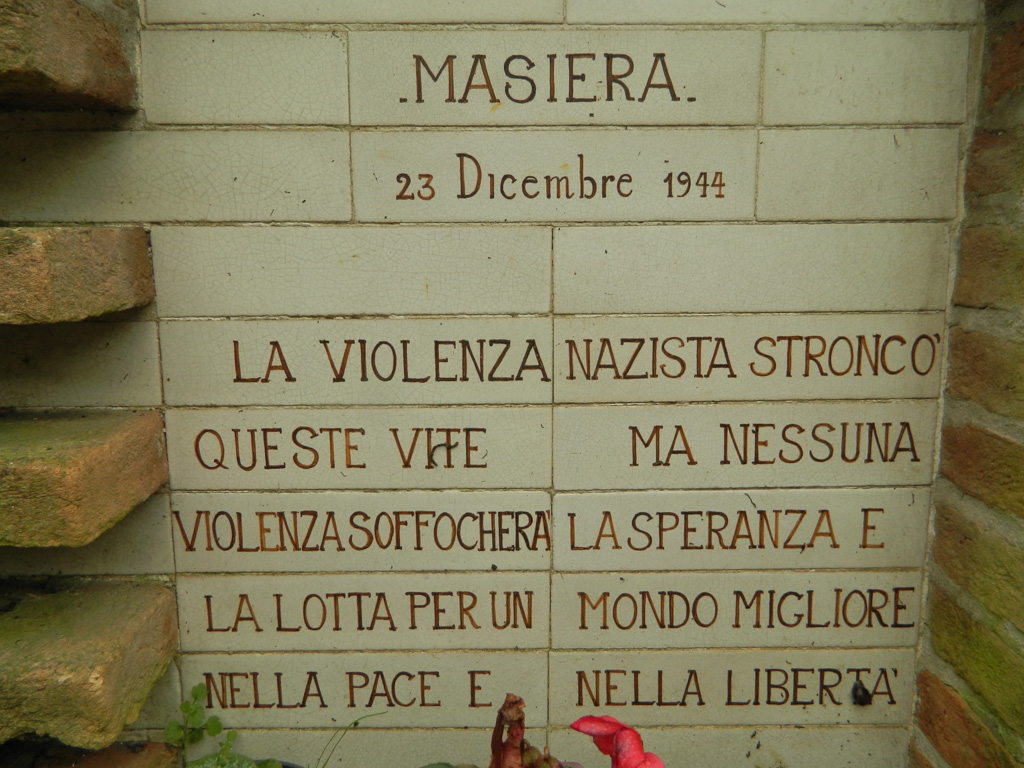 .MASIERA.
23 Dicembre 1944
LA VIOLENZA NAZISTA STRONCO'
QUESTE VITE MA NESSUNA
VIOLENZA SOFFOCHERA' LA SPERANZA E
LA LOTTA PER UN MONDO MIGLIORE
NELLA PACE E NELLA LIBERTA'